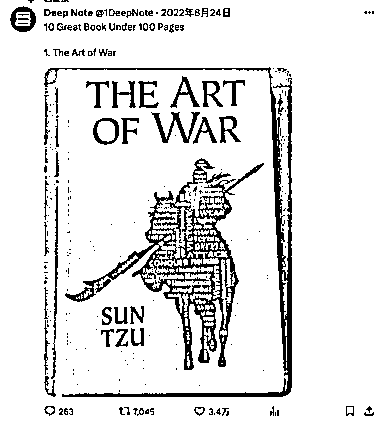 Deep Note @1DeepNote · 2022年6月24日
10 Great Book Under 100 Pages
1. The Art of War
THE ART
OF WAR
SUN
TZU
263
7,045
3.4万